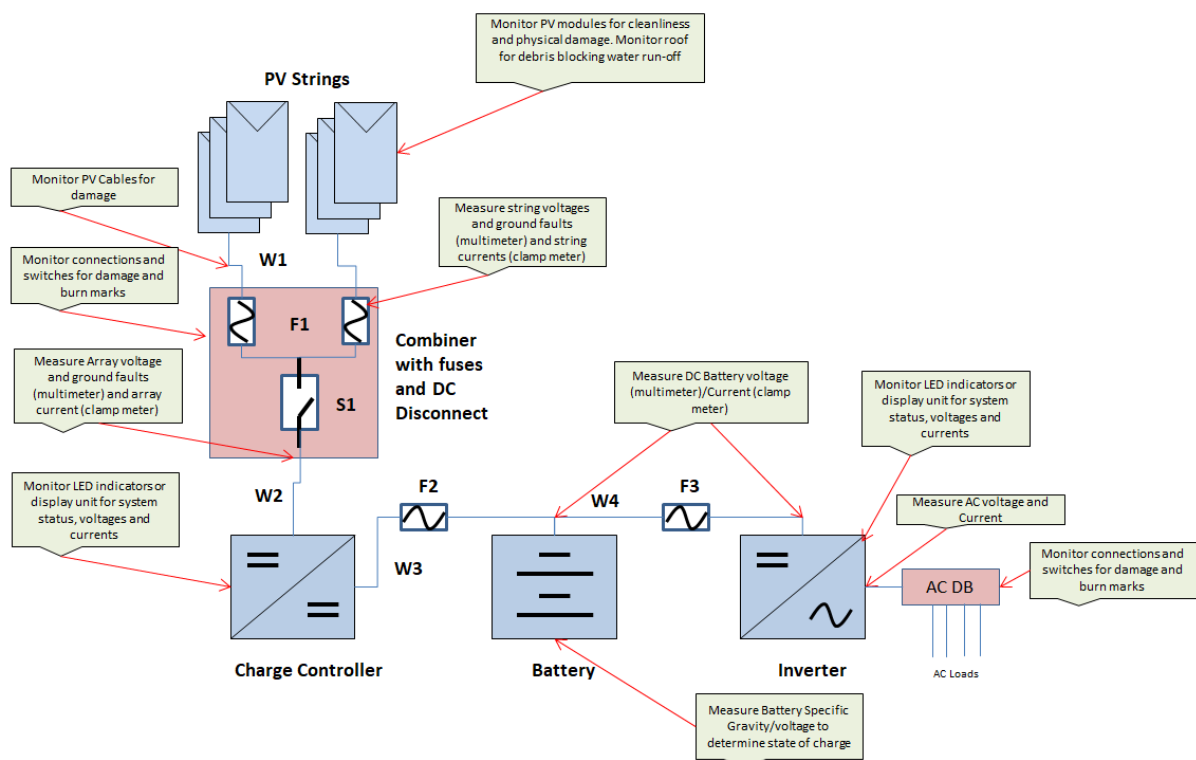 Monitor PV modules for cleanliness
and physical damage. Monitor roof
for debris blocking water run-off
PV Strings
Monitor PV Cables for
damage
Measure string voltages
and ground faults
(multimeter) and string
currents (clamp meter)
W1
Monitor connections and
switches for damage and
burn marks
F1
Combiner
with fuses
and DC
Disconnect
Measure Array voltage
and ground faults
(multimeter) and array
current (clamp meter)
S1
Measure DC Battery voltage
(multimeter)/Current (clamp
meter)
Monitor LED indicators or
display unit for system
status, voltages and
currents
Monitor LED indicators or
display unit for system
status, voltages and
currents
W2
F2
W4
F3
Measure AC voltage and
Current
W3
Monitor connections and
switches for damage and
burn marks
AC DB
AC Loads
Charge Controller
Battery
Inverter
Measure Battery Specific
Gravity/voltage to
determine state of charge